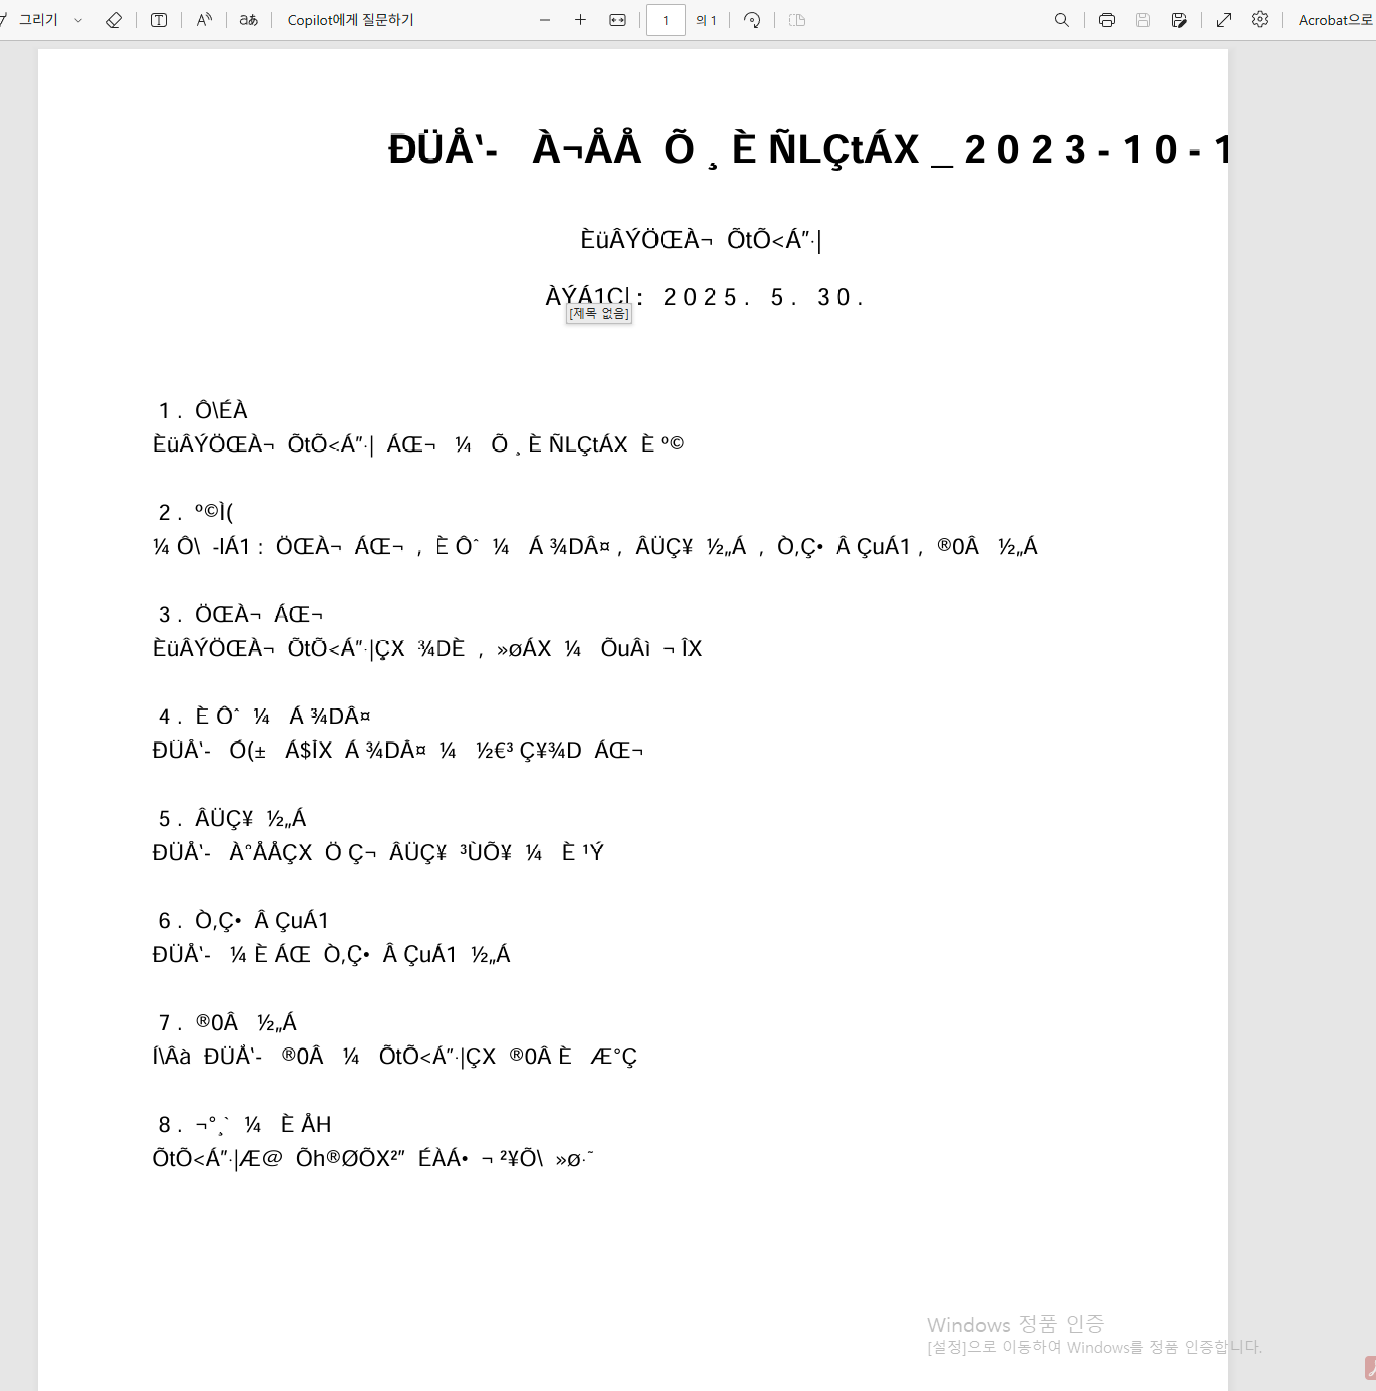 그리기
Copilot에게 질문하기
1 의 1
Acrobat으로
ÐÜÅ‘- À¬ÅÅ Õ ¸ È ÑLÇtÁX _ 2 0 2 3 - 1 0 - 1
ÈüÂÝÖŒÀ¬ ÕtÕ<Á”·|
ÀÝÁ1Ç| : 2 0 2 5 . 5 . 3 0 .
[제목 없음]
1 . Ô\ÉÀ
ÈüÂÝÖŒÀ¬ ÕtÕ<Á”·| ÁŒ¬ ¼ Õ ¸ È ÑLÇtÁX È º©
2 . º©Ì(
¼ Ô\ -IÁ1 : ÖŒÀ¬ ÁŒ¬ , È Ôˆ ¼ Á ¾DÂ¤ , ÂÜÇ¥ ½„Á , Ò‚Ç• Â ÇuÁ1 , ®0Â ½„Á
3 . ÖŒÀ¬ ÁŒ¬
ÈüÂÝÖŒÀ¬ ÕtÕ<Á”·|ÇX ¾DÈ , »øÁX ¼ ÕuÂì ¬ ÎX
4 . È Ôˆ ¼ Á ¾DÂ¤
ÐÜÅ‘- Ö(± Á$ÎX Á ¾DÂ¤ ¼ ½€³ Ç¥¾D ÁŒ¬
5 . ÂÜÇ¥ ½„Á
ÐÜÅ‘- À°ÅÅÇX Ö Ç¬ ÂÜÇ¥ ³ÙÕ¥ ¼ È ¹Ý
6 . Ò‚Ç• Â ÇuÁ1
ÐÜÅ‘- ¼ È ÁŒ Ò‚Ç• Â ÇuÁ1 ½„Á
7 . ®0Â ½„Á
Í\Âà ÐÜÅ‘- ®0Â ¼ ÕtÕ<Á”·|ÇX ®0Â È Æ°Ç
8 . ¬°¸` ¼ È ÅH
ÕtÕ<Á”·|Æ@ Õh®ØÕX²” ÉÀÁ• ¬ ²¥Õ\ »ø·˜
Windows 정품 인증
[설정]으로 이동하여 Windows를 정품 인증합니다.